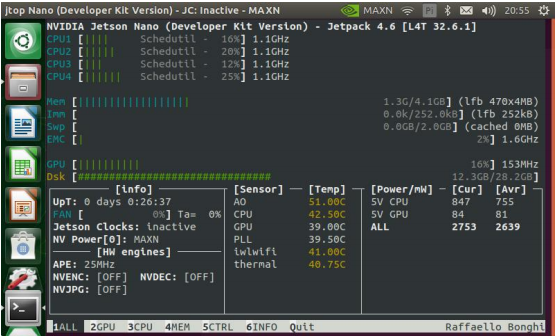 jtop Nano (Developer Kit Version) - JC: Inactive - MAXN
MAXN 20:55
NVIDIA Jetson Nano (Developer Kit Version) - Jetpack 4.6 [L4T 32.6.1]
CPU1 [|||| Schedutil - 16%] 1.1GHz
CPU2 [||||| Schedutil - 20%] 1.1GHz
CPU3 [||| Schedutil - 12%] 1.1GHz
CPU4 [|||||| Schedutil - 25%] 1.1GHz
Mem [|||||||||||||||||| 1.3G/4.1GB] (lfb 470x4MB)
Imm [ 0.0k/252.0kB] (lfb 252kB)
Swp [ 0.0GB/2.0GB] (cached 0MB)
EMC [| 2%] 1.6GHz
GPU [|||||||||| 16%] 153MHz
Dsk [################################ 12.3GB/28.2GB]
[info] [Sensor] [Temp] [Power/mW] [Cur] [Avr]
UpT: 0 days 0:26:37 AO 51.00C 5V CPU 847 755
FAN [ 0%] Ta= 0% CPU 42.50C 5V GPU 84 81
Jetson Clocks: inactive GPU 39.00C ALL 2753 2639
NV Power[0]: MAXN PLL 39.50C
[HW engines] iwlwifi 41.00C
APE: 25MHz thermal 40.75C
NVENC: [OFF] NVDEC: [OFF]
NVJPG: [OFF]
1ALL 2GPU 3CPU 4MEM 5CTRL 6INFO Quit Raffaello Bonghi